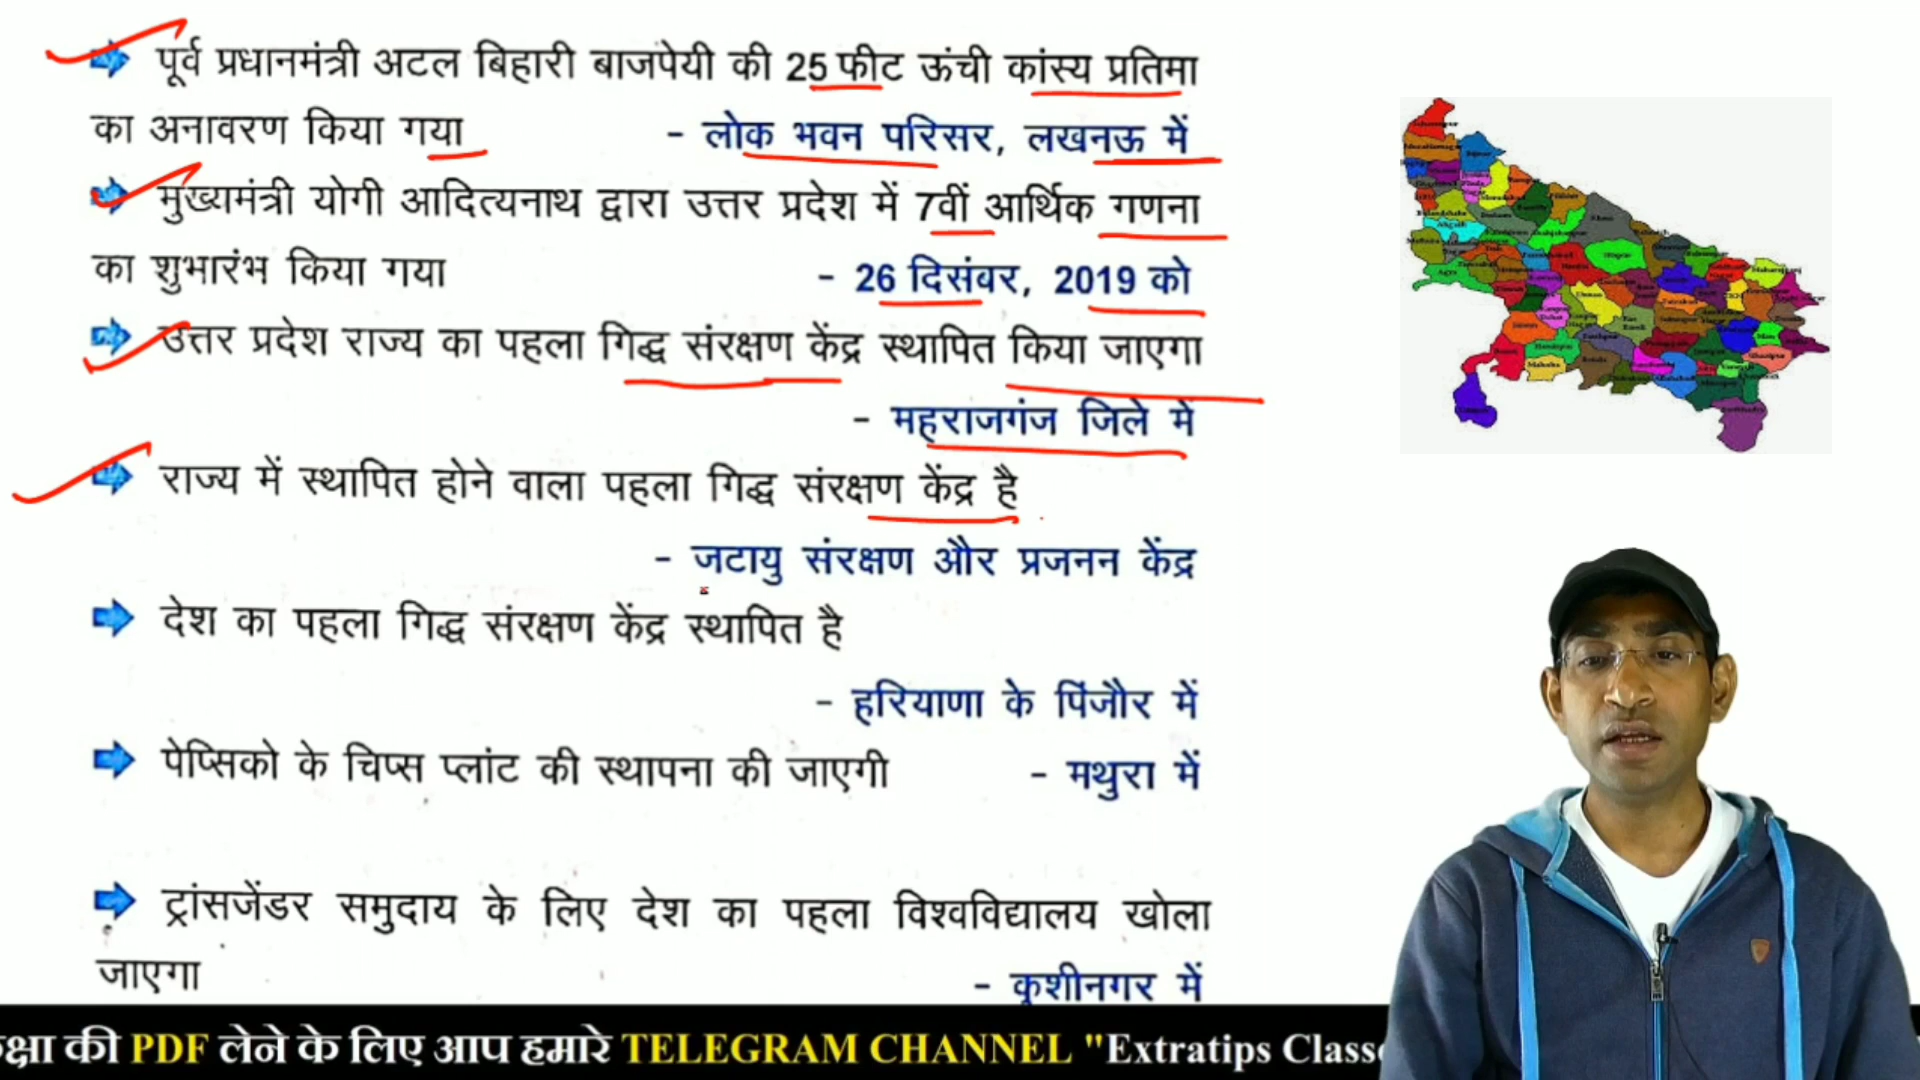 पूर्व प्रधानमंत्री अटल बिहारी बाजपेयी की 25 फीट ऊंची कांस्य प्रतिमा
का अनावरण किया गया - लोक भवन परिसर, लखनऊ में
मुख्यमंत्री योगी आदित्यनाथ द्वारा उत्तर प्रदेश में 7वीं आर्थिक गणना
का शुभारंभ किया गया - 26 दिसंबर, 2019 को
उत्तर प्रदेश राज्य का पहला गिद्ध संरक्षण केंद्र स्थापित किया जाएगा
- महराजगंज जिले में
राज्य में स्थापित होने वाला पहला गिद्ध संरक्षण केंद्र है
- जटायु संरक्षण और प्रजनन केंद्र
देश का पहला गिद्ध संरक्षण केंद्र स्थापित है
- हरियाणा के पिंजौर में
पेप्सिको के चिप्स प्लांट की स्थापना की जाएगी - मथुरा में
ट्रांसजेंडर समुदाय के लिए देश का पहला विश्वविद्यालय खोला
जाएगा - कुशीनगर में
की PDF लेने के लिए आप हमारे TELEGRAM CHANNEL "Extratips